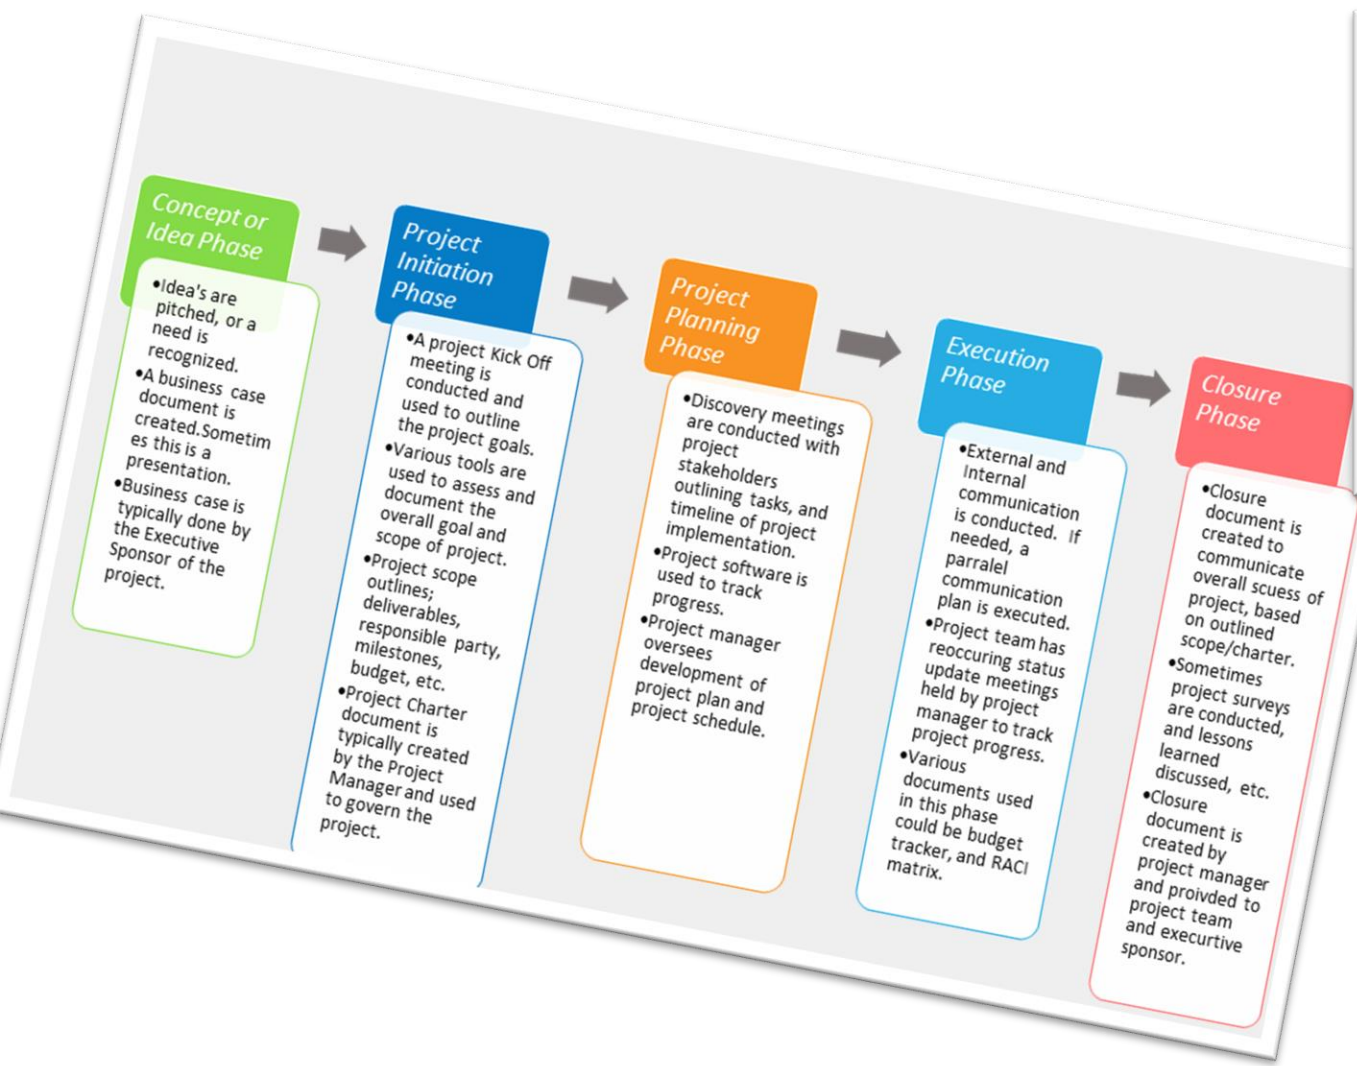 Concept or
Idea Phase
•Idea's are
pitched, or a
need is
recognized.
•A business case
document is
created.Sometim
es this is a
presentation.
•Business case is
typically done by
the Executive
Sponsor of the
project.
Project
Initiation
Phase
•A project Kick Off
meeting is
conducted and
used to outline
the project goals.
•Various tools are
used to assess and
document the
overall goal and
scope of project.
•Project scope
outlines;
deliverables,
responsible party,
milestones,
budget, etc.
•Project Charter
document is
typically created
by the Project
Manager and used
to govern the
project.
Project
Planning
Phase
•Discovery meetings
are conducted with
project
stakeholders
outlining tasks, and
timeline of project
implementation.
•Project software is
used to track
progress.
•Project manager
oversees
development of
project plan and
project schedule.
Execution
Phase
•External and
Internal
communication
is conducted. If
needed, a
parralel
communication
plan is executed.
•Project team has
reoccuring status
update meetings
held by project
manager to track
project progress.
•Various
documents used
in this phase
could be budget
tracker, and RACI
matrix.
Closure
Phase
•Closure
document is
created to
communicate
overall scuess of
project, based
on outlined
scope/charter.
•Sometimes
project surveys
are conducted,
and lessons
learned
discussed, etc.
•Closure
document is
created by
project manager
and proivded to
project team
and execurtive
sponsor.